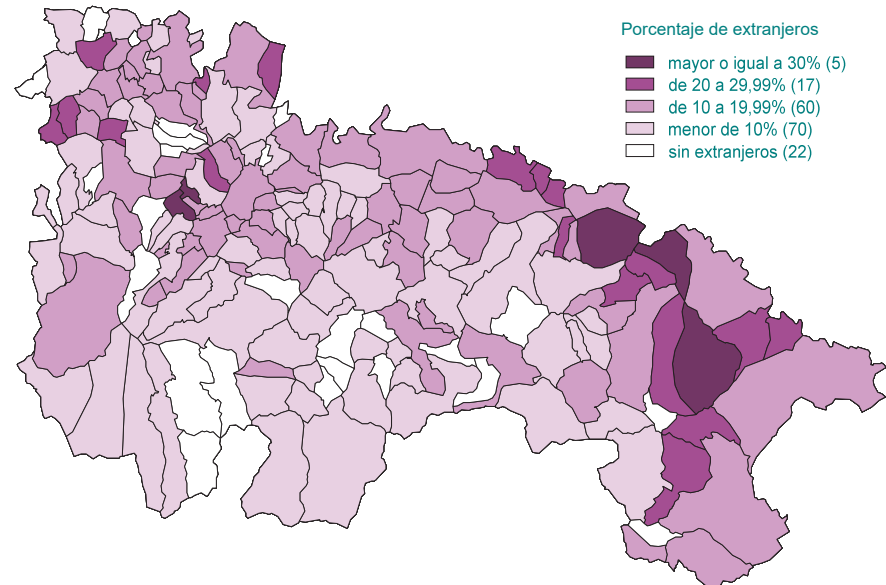 Porcentaje de extranjeros
mayor o igual a 30% (5)
de 20 a 29,99% (17)
de 10 a 19,99% (60)
menor de 10% (70)
sin extranjeros (22)